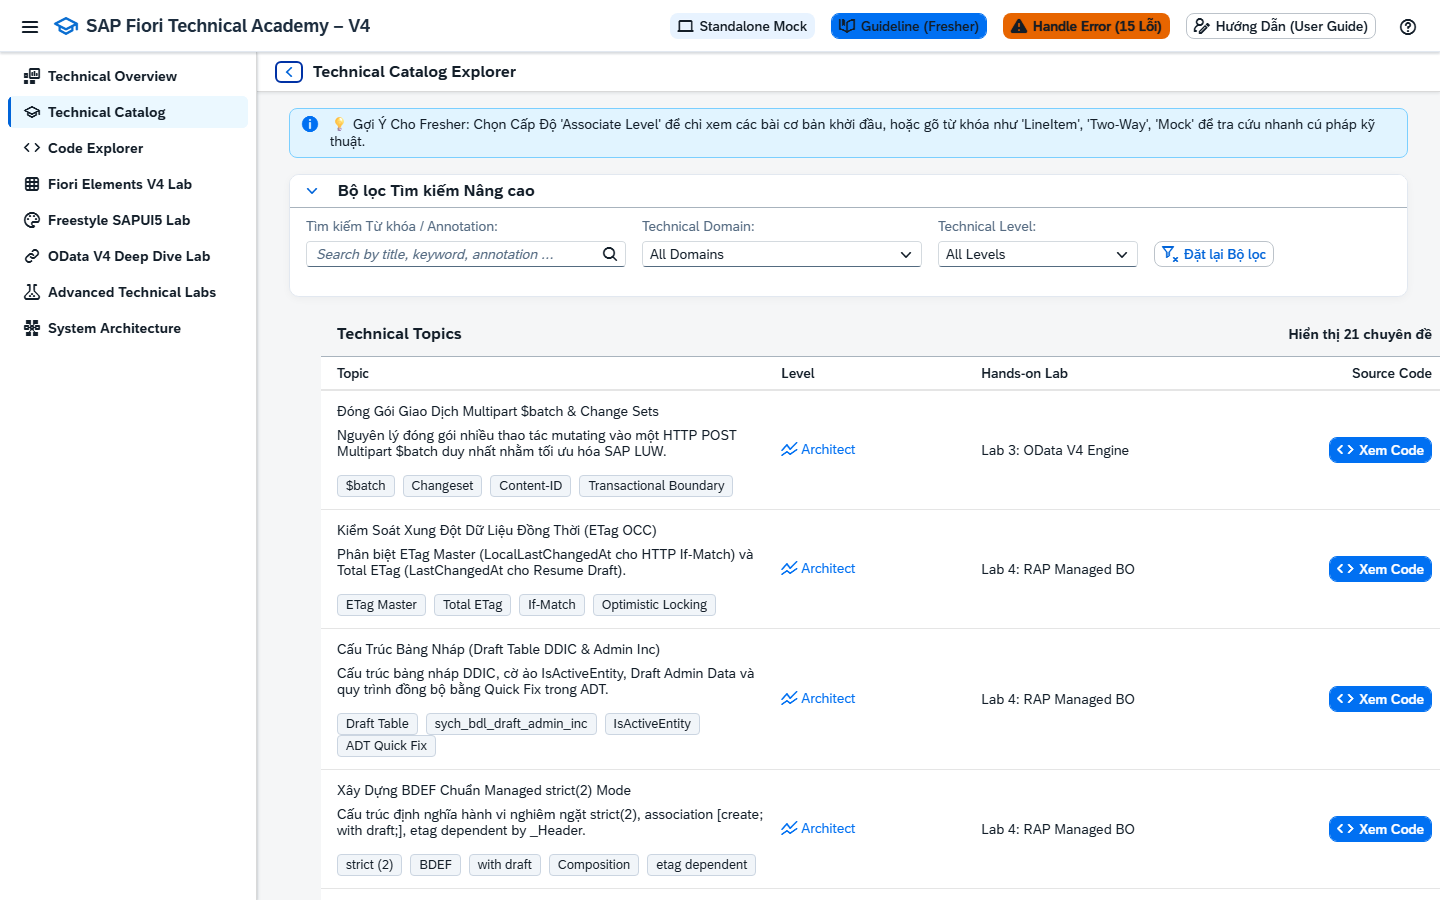 SAP Fiori Technical Academy – V4
Standalone Mock
Guideline (Fresher)
Handle Error (15 Lỗi)
Hướng Dẫn (User Guide)
Technical Overview
Technical Catalog
Code Explorer
Fiori Elements V4 Lab
Freestyle SAPUI5 Lab
OData V4 Deep Dive Lab
Advanced Technical Labs
System Architecture
Technical Catalog Explorer
Gợi Ý Cho Fresher: Chọn Cấp Độ 'Associate Level' để chỉ xem các bài cơ bản khởi đầu, hoặc gõ từ khóa như 'LineItem', 'Two-Way', 'Mock' để tra cứu nhanh cú pháp kỹ
thuật.
Bộ lọc Tìm kiếm Nâng cao
Tìm kiếm Từ khóa / Annotation:
Technical Domain:
Technical Level:
Search by title, keyword, annotation ...
All Domains
All Levels
Đặt lại Bộ lọc
Technical Topics
Hiển thị 21 chuyên đề
Topic
Level
Hands-on Lab
Source Code
Đóng Gói Giao Dịch Multipart $batch & Change Sets
Nguyên lý đóng gói nhiều thao tác mutating vào một HTTP POST
Multipart $batch duy nhất nhằm tối ưu hóa SAP LUW.
$batch
Changeset
Content-ID
Transactional Boundary
Architect
Lab 3: OData V4 Engine
Xem Code
Kiểm Soát Xung Đột Dữ Liệu Đồng Thời (ETag OCC)
Phân biệt ETag Master (LocalLastChangedAt cho HTTP If-Match) và
Total ETag (LastChangedAt cho Resume Draft).
ETag Master
Total ETag
If-Match
Optimistic Locking
Architect
Lab 4: RAP Managed BO
Xem Code
Cấu Trúc Bảng Nháp (Draft Table DDIC & Admin Inc)
Cấu trúc bảng nháp DDIC, cờ ảo IsActiveEntity, Draft Admin Data và
quy trình đồng bộ bằng Quick Fix trong ADT.
Draft Table
sych_bdl_draft_admin_inc
IsActiveEntity
ADT Quick Fix
Architect
Lab 4: RAP Managed BO
Xem Code
Xây Dựng BDEF Chuẩn Managed strict(2) Mode
Cấu trúc định nghĩa hành vi nghiêm ngặt strict(2), association [create;
with draft;], etag dependent by _Header.
strict (2)
BDEF
with draft
Composition
etag dependent
Architect
Lab 4: RAP Managed BO
Xem Code